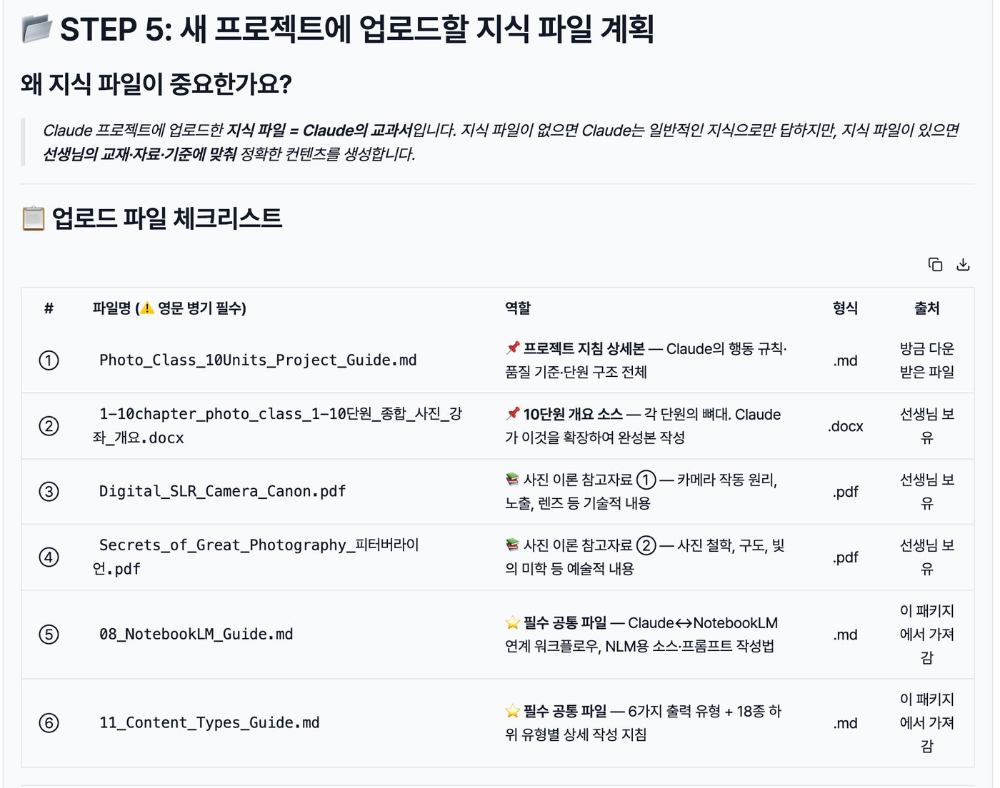 📂 STEP 5: 새 프로젝트에 업로드할 지식 파일 계획
왜 지식 파일이 중요한가요?
Claude 프로젝트에 업로드한 지식 파일 = Claude의 교과서입니다. 지식 파일이 없으면 Claude는 일반적인 지식으로만 답하지만, 지식 파일이 있으면
선생님의 교재·자료·기준에 맞춰 정확한 컨텐츠를 생성합니다.
📋 업로드 파일 체크리스트
# 파일명 (⚠️ 영문 병기 필수) 역할 형식 출처
① Photo_Class_10Units_Project_Guide.md 📌 프로젝트 지침 상세본 — Claude의 행동 규칙· .md 방금 다운
품질 기준·단원 구조 전체 받은 파일
② 1-10chapter_photo_class_1-10단원_종합_사진_강 📌 10단원 개요 소스 — 각 단원의 뼈대. Claude .docx 선생님 보
좌_개요.docx 가 이것을 확장하여 완성본 작성 유
③ Digital_SLR_Camera_Canon.pdf 📚 사진 이론 참고자료 ① — 카메라 작동 원리, .pdf 선생님 보
노출, 렌즈 등 기술적 내용 유
④ Secrets_of_Great_Photography_피터버라이 📚 사진 이론 참고자료 ② — 사진 철학, 구도, 빛 .pdf 선생님 보
언.pdf 의 미학 등 예술적 내용 유
⑤ 08_NotebookLM_Guide.md ⭐ 필수 공통 파일 — Claude↔NotebookLM .md 이 패키지
연계 워크플로우, NLM용 소스·프롬프트 작성법 에서 가져
감
⑥ 11_Content_Types_Guide.md ⭐ 필수 공통 파일 — 6가지 출력 유형 + 18종 하 .md 이 패키지
위 유형별 상세 작성 지침 에서 가져
감